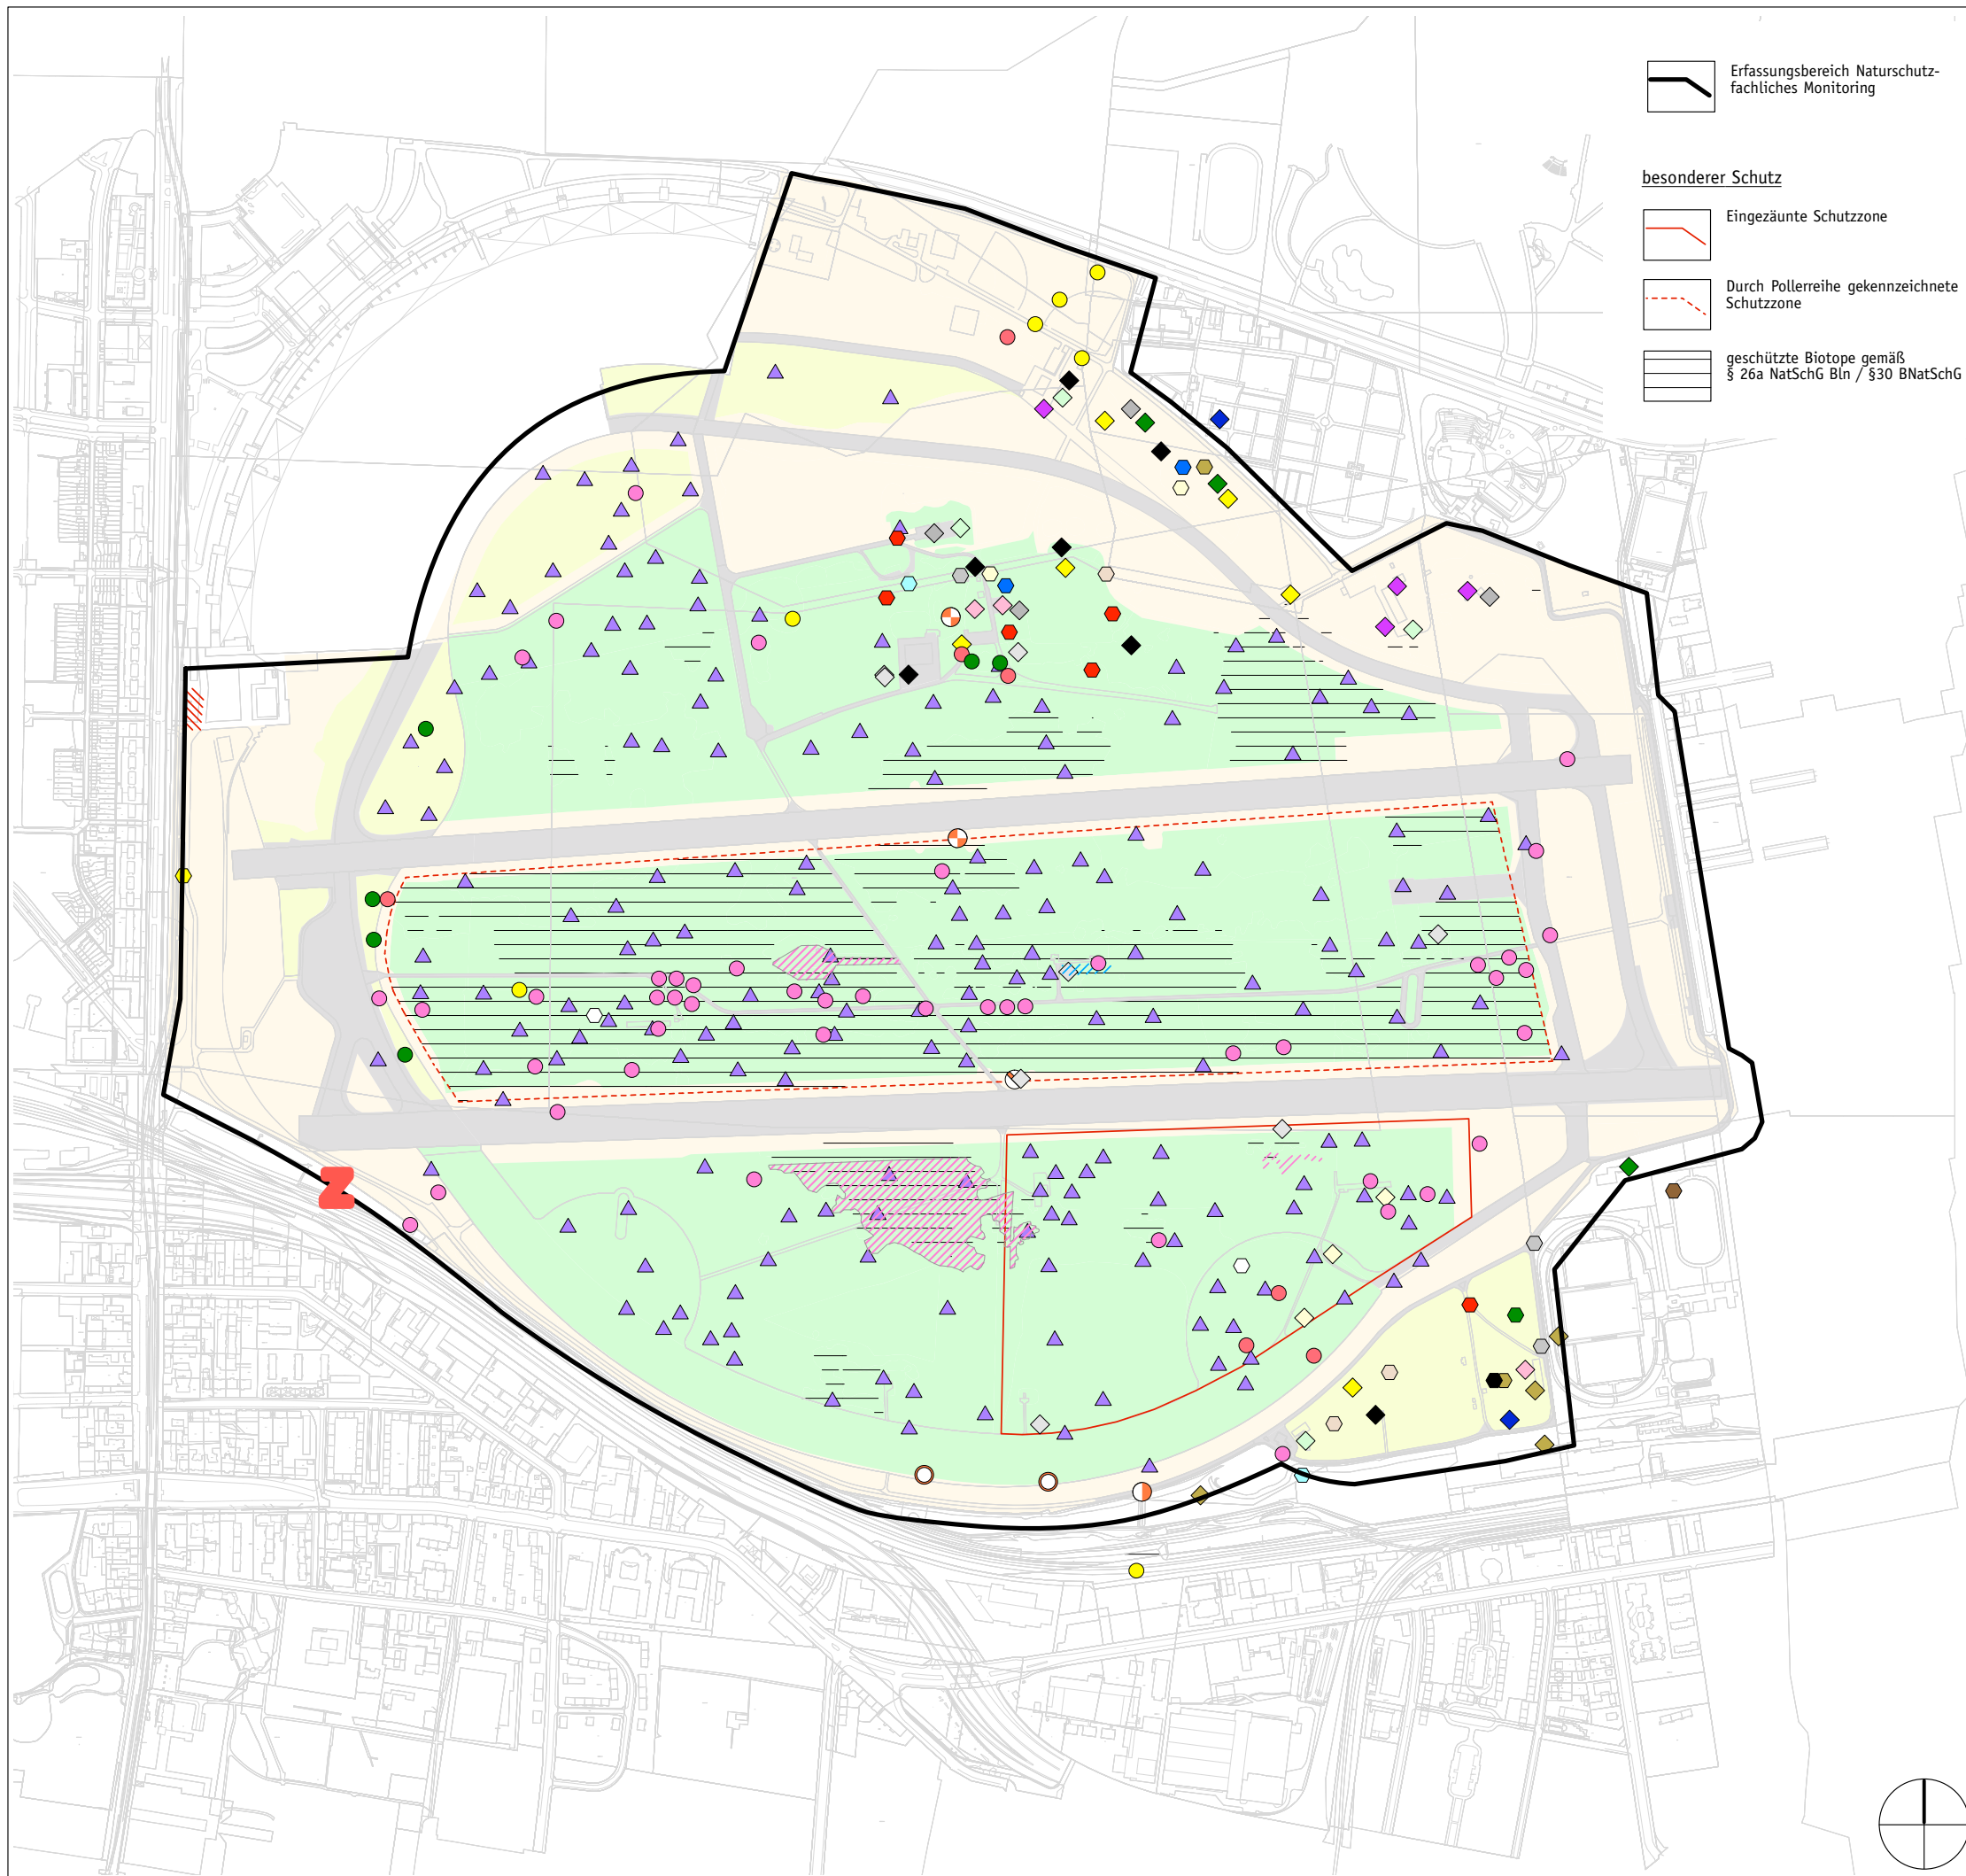 Erfassungsbereich Naturschutz-
fachliches Monitoring
besonderer Schutz
Eingezäunte Schutzzone
Durch Pollerreihe gekennzeichnete
Schutzzone
geschützte Biotope gemäß
§ 26a NatSchG Bln / §30 BNatSchG